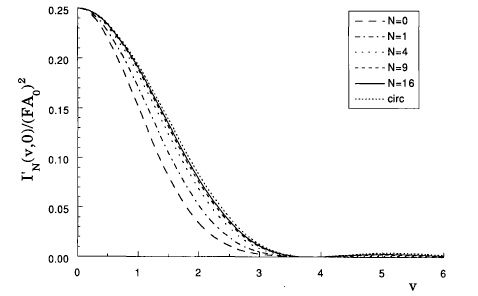 0.25
0.20
0.15
0.10
0.05
0.00
I'N(v,0)/(FA0)²
N=0
N=1
N=4
N=9
N=16
circ
0 1 2 3 4 5 6
v